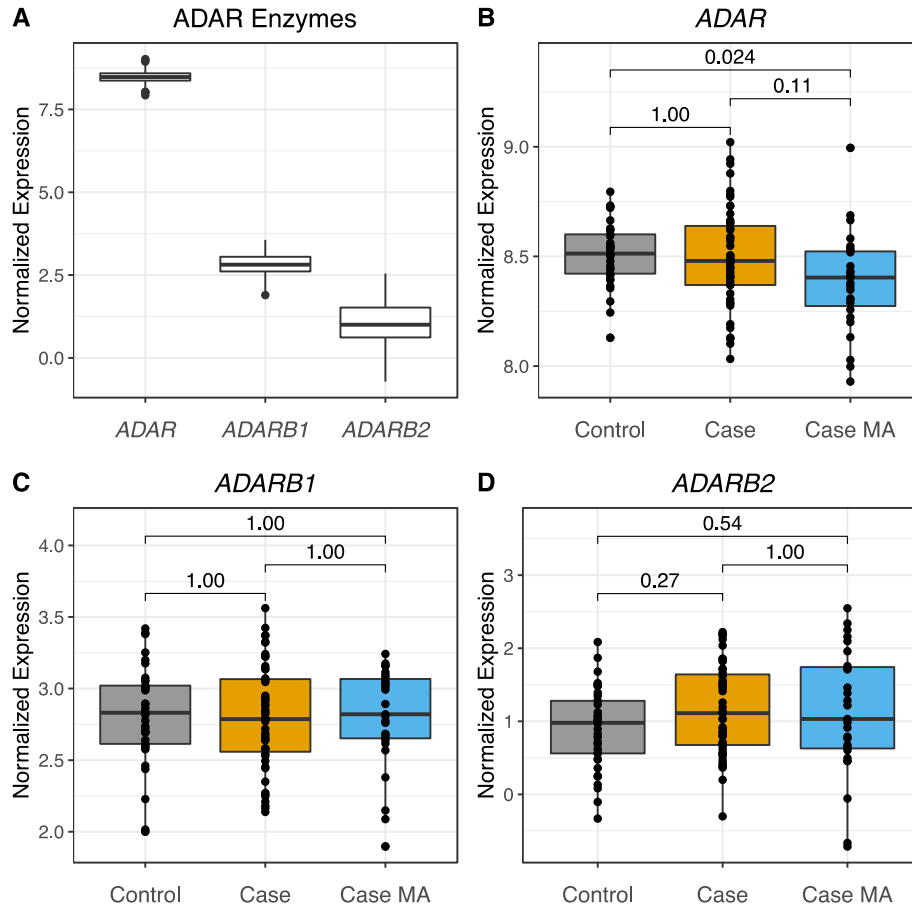 A
ADAR Enzymes
Normalized Expression
7.5
5.0
2.5
0.0
ADAR
ADARB1
ADARB2
B
ADAR
Normalized Expression
9.0
8.5
8.0
0.024
0.11
1.00
Control
Case
Case MA
C
ADARB1
Normalized Expression
4.0
3.5
3.0
2.5
2.0
1.00
1.00
1.00
Control
Case
Case MA
D
ADARB2
Normalized Expression
3
2
1
0
0.54
1.00
0.27
Control
Case
Case MA